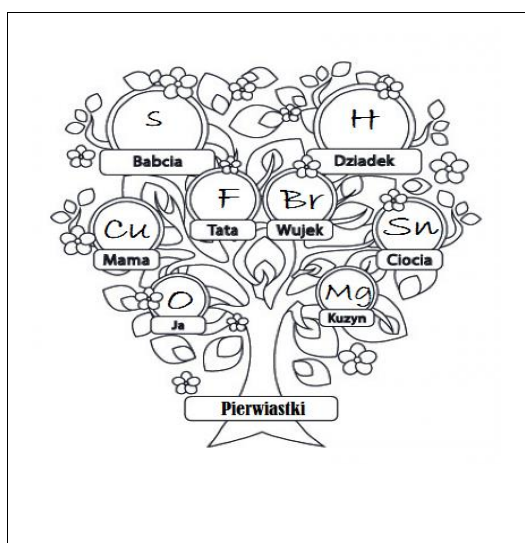 S H
Babcia Dziadek
F Br
Tata Wujek
Cu Sn
Mama Ciocia
O Mg
Ja Kuzyn
Pierwiastki